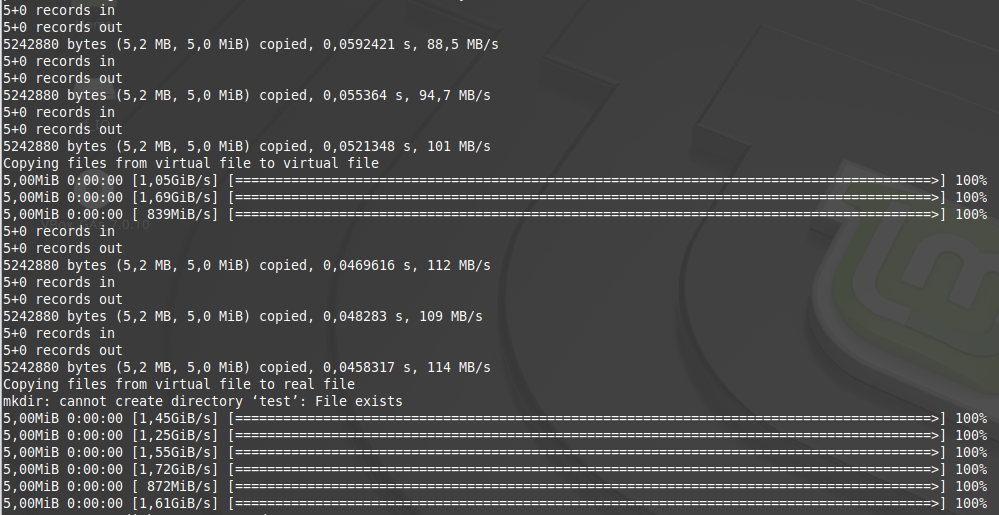 5+0 records in
5+0 records out
5242880 bytes (5,2 MB, 5,0 MiB) copied, 0,0592421 s, 88,5 MB/s
5+0 records in
5+0 records out
5242880 bytes (5,2 MB, 5,0 MiB) copied, 0,055364 s, 94,7 MB/s
5+0 records in
5+0 records out
5242880 bytes (5,2 MB, 5,0 MiB) copied, 0,0521348 s, 101 MB/s
Copying files from virtual file to virtual file
5,00MiB 0:00:00 [1,05GiB/s] [=======================================================================================>] 100%
5,00MiB 0:00:00 [1,69GiB/s] [=======================================================================================>] 100%
5,00MiB 0:00:00 [ 839MiB/s] [=======================================================================================>] 100%
5+0 records in
5+0 records out
5242880 bytes (5,2 MB, 5,0 MiB) copied, 0,0469616 s, 112 MB/s
5+0 records in
5+0 records out
5242880 bytes (5,2 MB, 5,0 MiB) copied, 0,048283 s, 109 MB/s
5+0 records in
5+0 records out
5242880 bytes (5,2 MB, 5,0 MiB) copied, 0,0458317 s, 114 MB/s
Copying files from virtual file to real file
mkdir: cannot create directory ‘test’: File exists
5,00MiB 0:00:00 [1,45GiB/s] [=======================================================================================>] 100%
5,00MiB 0:00:00 [1,25GiB/s] [=======================================================================================>] 100%
5,00MiB 0:00:00 [1,55GiB/s] [=======================================================================================>] 100%
5,00MiB 0:00:00 [1,72GiB/s] [=======================================================================================>] 100%
5,00MiB 0:00:00 [ 872MiB/s] [=======================================================================================>] 100%
5,00MiB 0:00:00 [1,61GiB/s] [=======================================================================================>] 100%